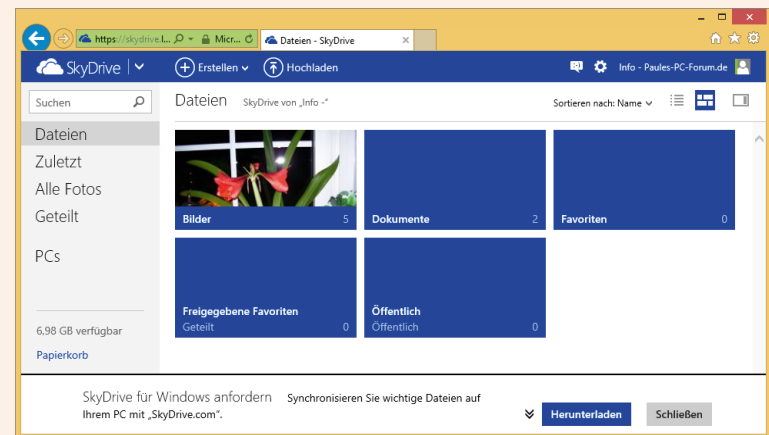 https://skydrive.l... Micr... Dateien - SkyDrive
SkyDrive Erstellen Hochladen Info - Paules-PC-Forum.de
Suchen Dateien SkyDrive von „Info -“ Sortieren nach: Name
Dateien
Zuletzt
Alle Fotos
Geteilt
PCs
6,98 GB verfügbar
Papierkorb
Bilder 5 Dokumente 2 Favoriten 0
Freigegebene Favoriten Öffentlich
Geteilt 0 Öffentlich 0
SkyDrive für Windows anfordern Synchronisieren Sie wichtige Dateien auf
Ihrem PC mit „SkyDrive.com“. Herunterladen Schließen